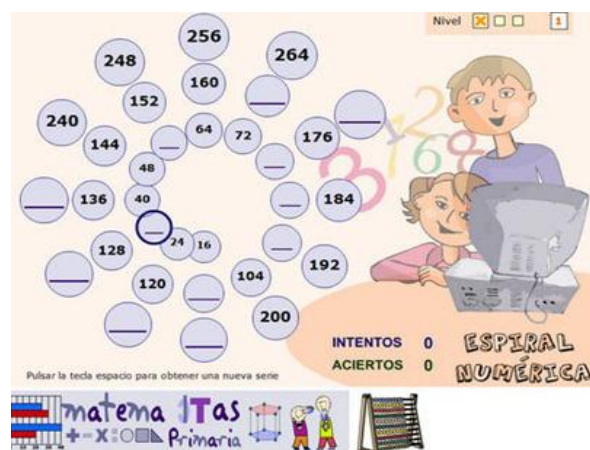 Nivel X 1
256
248 264
160
152
240 176
64 72
144
48
136 40 184
24 16
128
192
120 104
200
INTENTOS 0
ACIERTOS 0
ESPIRAL
NUMÉRICA
Pulsar la tecla espacio para obtener una nueva serie
Primaria